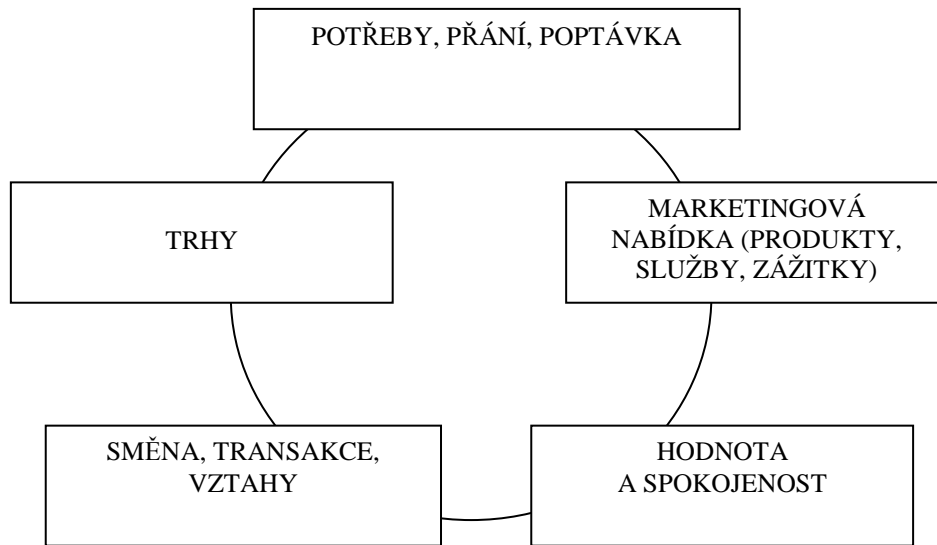 POTŘEBY, PŘÁNÍ, POPTÁVKA
TRHY
MARKETINGOVÁ
NABÍDKA (PRODUKTY,
SLUŽBY, ZÁŽITKY)
SMĚNA, TRANSAKCE,
VZTAHY
HODNOTA
A SPOKOJENOST